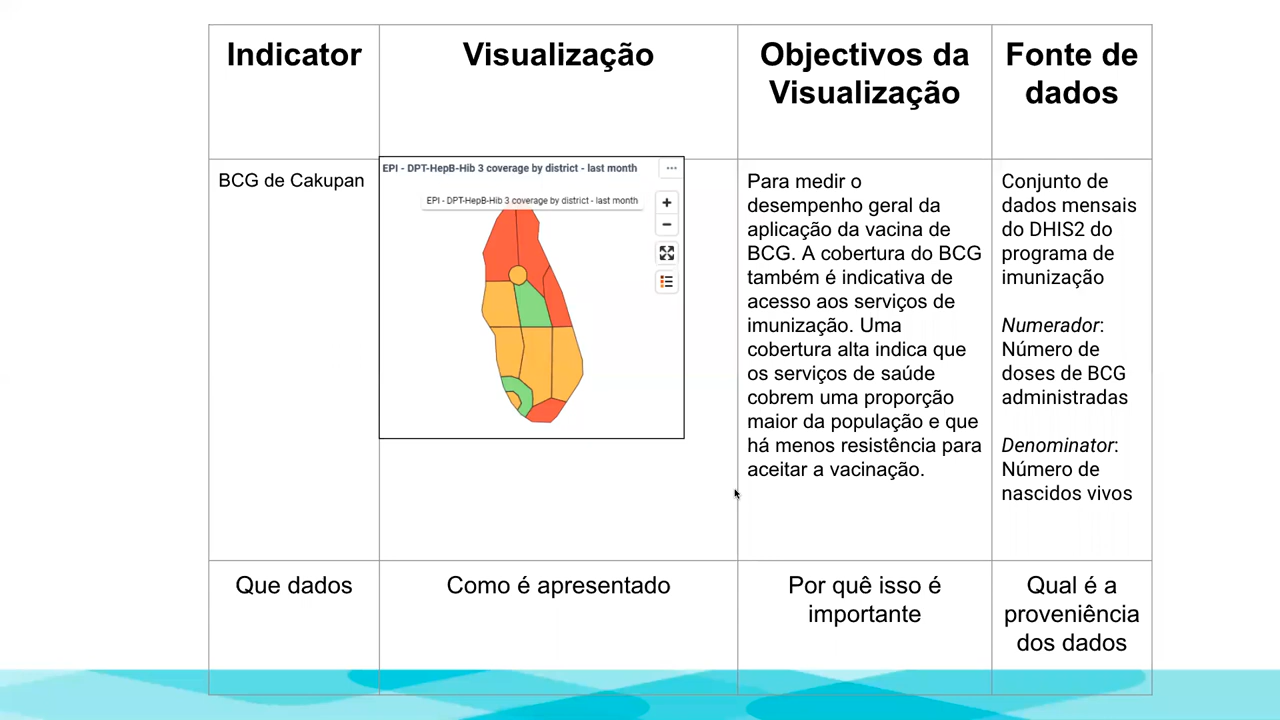 Indicator
Visualização
Objectivos da
Visualização
Fonte de
dados
BCG de Cakupan
EPI - DPT-HepB-Hib 3 coverage by district - last month
EPI - DPT-HepB-Hib 3 coverage by district - last month
Para medir o
desempenho geral da
aplicação da vacina de
BCG. A cobertura do BCG
também é indicativa de
acesso aos serviços de
imunização. Uma
cobertura alta indica que
os serviços de saúde
cobrem uma proporção
maior da população e que
há menos resistência para
aceitar a vacinação.
Conjunto de
dados mensais
do DHIS2 do
programa de
imunização
Numerador:
Número de
doses de BCG
administradas
Denominator:
Número de
nascidos vivos
Que dados
Como é apresentado
Por quê isso é
importante
Qual é a
proveniência
dos dados